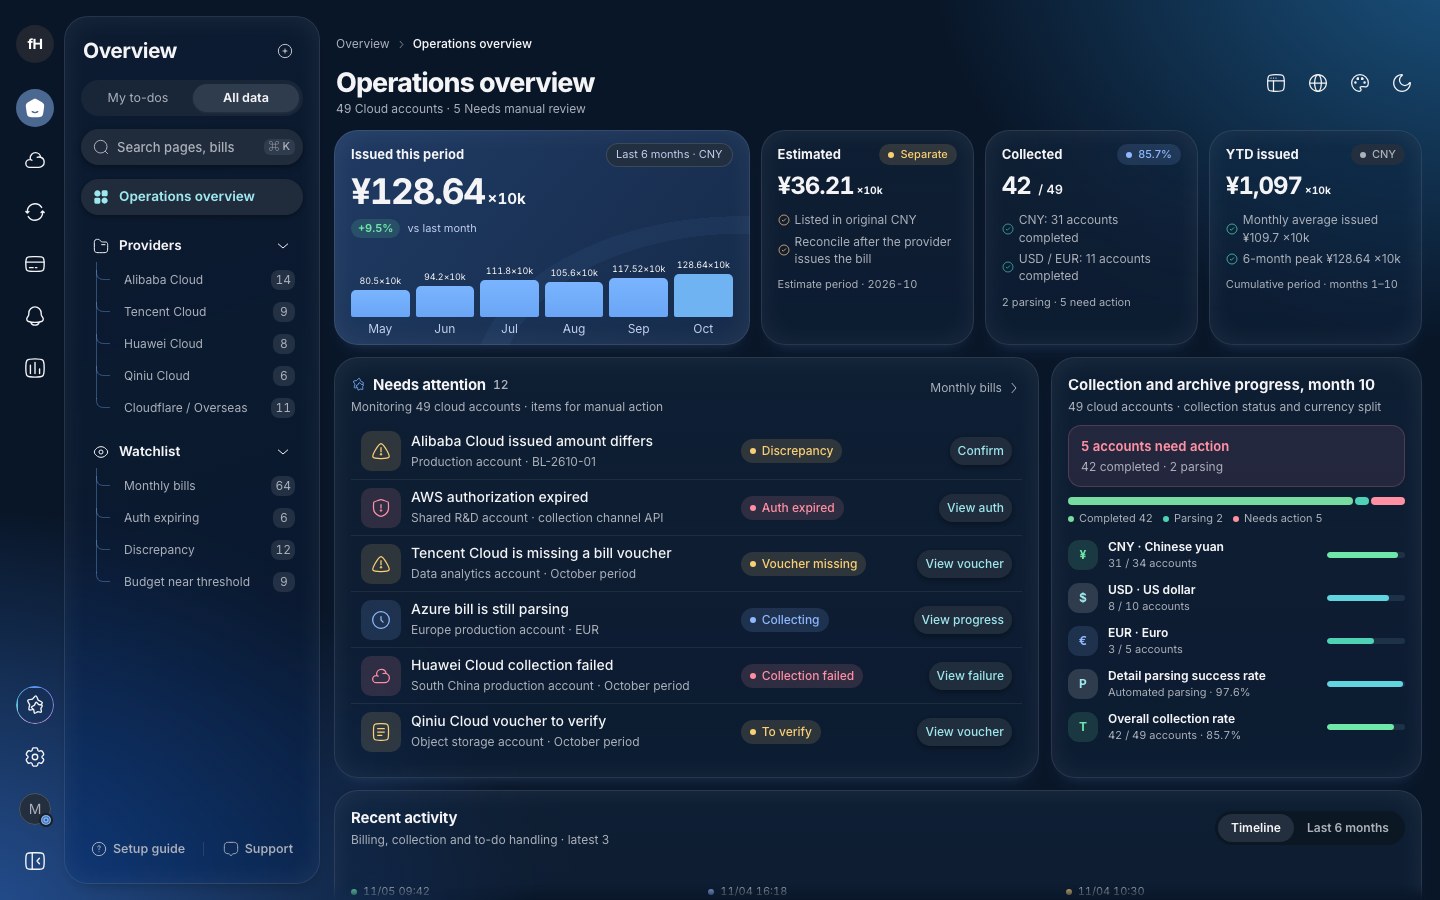 fH
Overview
My to-dos
All data
Search pages, bills
⌘ K
Operations overview
Providers
Alibaba Cloud
14
Tencent Cloud
9
Huawei Cloud
8
Qiniu Cloud
6
Cloudflare / Overseas
11
Watchlist
Monthly bills
64
Auth expiring
6
Discrepancy
12
Budget near threshold
9
M
Setup guide
Support
Overview > Operations overview
Operations overview
49 Cloud accounts · 5 Needs manual review
Issued this period
Last 6 months · CNY
¥128.64 ×10k
+9.5% vs last month
80.5×10k
94.2×10k
111.8×10k
105.6×10k
117.52×10k
128.64×10k
May
Jun
Jul
Aug
Sep
Oct
Estimated
Separate
¥36.21 ×10k
Listed in original CNY
Reconcile after the provider
issues the bill
Estimate period · 2026-10
Collected
85.7%
42 / 49
CNY: 31 accounts
completed
USD / EUR: 11 accounts
completed
2 parsing · 5 need action
YTD issued
CNY
¥1,097 ×10k
Monthly average issued
¥109.7 ×10k
6-month peak ¥128.64 ×10k
Cumulative period · months 1–10
Needs attention 12
Monthly bills >
Monitoring 49 cloud accounts · items for manual action
Alibaba Cloud issued amount differs
Production account · BL-2610-01
Discrepancy
Confirm
AWS authorization expired
Shared R&D account · collection channel API
Auth expired
View auth
Tencent Cloud is missing a bill voucher
Data analytics account · October period
Voucher missing
View voucher
Azure bill is still parsing
Europe production account · EUR
Collecting
View progress
Huawei Cloud collection failed
South China production account · October period
Collection failed
View failure
Qiniu Cloud voucher to verify
Object storage account · October period
To verify
View voucher
Collection and archive progress, month 10
49 cloud accounts · collection status and currency split
5 accounts need action
42 completed · 2 parsing
Completed 42
Parsing 2
Needs action 5
¥
CNY · Chinese yuan
31 / 34 accounts
$
USD · US dollar
8 / 10 accounts
€
EUR · Euro
3 / 5 accounts
P
Detail parsing success rate
Automated parsing · 97.6%
T
Overall collection rate
42 / 49 accounts · 85.7%
Recent activity
Billing, collection and to-do handling · latest 3
Timeline
Last 6 months
11/05 09:42
11/04 16:18
11/04 10:30